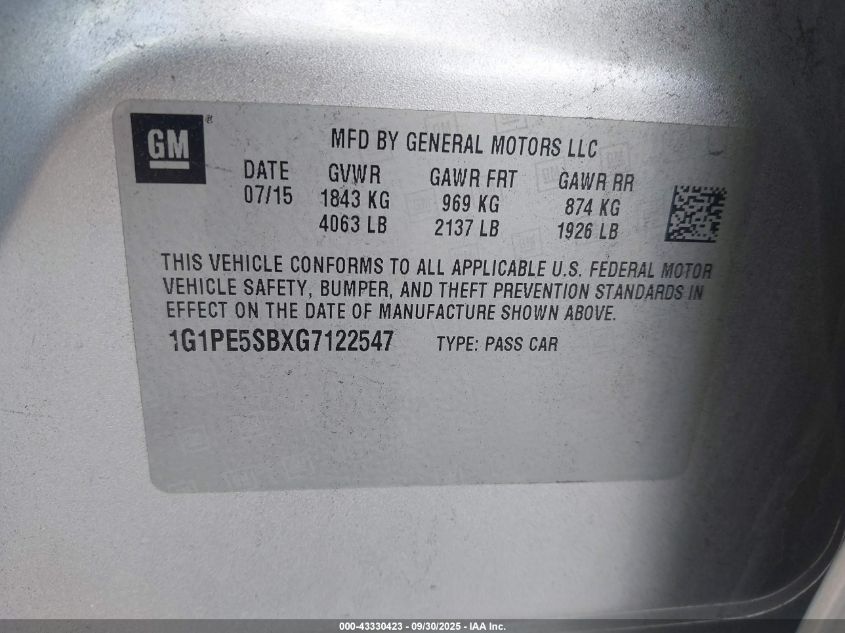 GM®
MFD BY GENERAL MOTORS LLC
DATE GVWR GAWR FRT GAWR RR
07/15 1843 KG 969 KG 874 KG
4063 LB 2137 LB 1926 LB
THIS VEHICLE CONFORMS TO ALL APPLICABLE U.S. FEDERAL MOTOR
VEHICLE SAFETY, BUMPER, AND THEFT PREVENTION STANDARDS IN
EFFECT ON THE DATE OF MANUFACTURE SHOWN ABOVE.
1G1PE5SBXG7122547 TYPE: PASS CAR
000-43330423 - 09/30/2025 - IAA Inc.